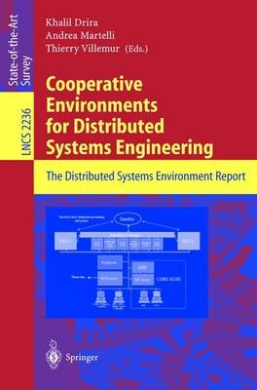 Khalil Drira
Andrea Martelli
Thierry Villemur (Eds.)
State-of-the-Art
Survey
LNCS 2236
Cooperative
Environments
for Distributed
Systems Engineering
The Distributed Systems Environment Report
Springer